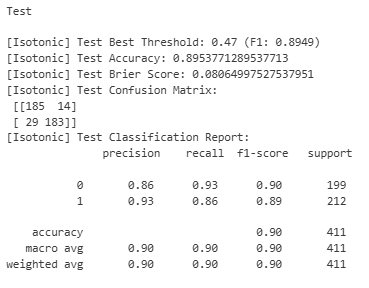 Test
[Isotonic] Test Best Threshold: 0.47 (F1: 0.8949)
[Isotonic] Test Accuracy: 0.8953771289537713
[Isotonic] Test Brier Score: 0.08064997527537951
[Isotonic] Test Confusion Matrix:
[[185  14]
[ 29 183]]
[Isotonic] Test Classification Report:
precision    recall  f1-score   support
0       0.86      0.93      0.90       199
1       0.93      0.86      0.89       212
accuracy                           0.90       411
macro avg       0.90      0.90      0.90       411
weighted avg       0.90      0.90      0.90       411